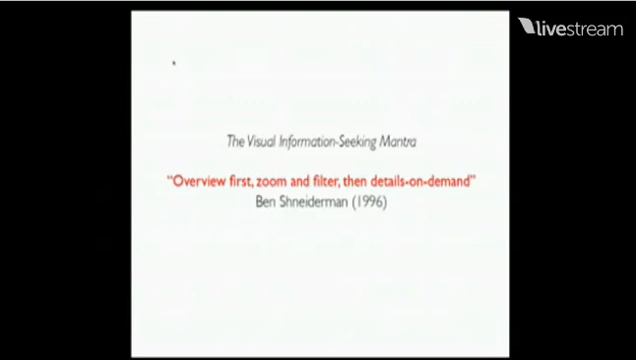 livestream
The Visual Information-Seeking Mantra
"Overview first, zoom and filter, then details-on-demand"
Ben Shneiderman (1996)